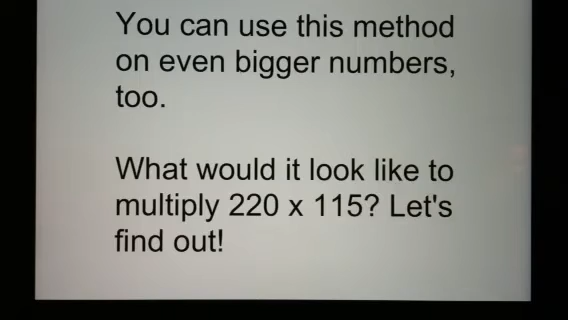 You can use this method
on even bigger numbers,
too.
What would it look like to
multiply 220 x 115? Let's
find out!